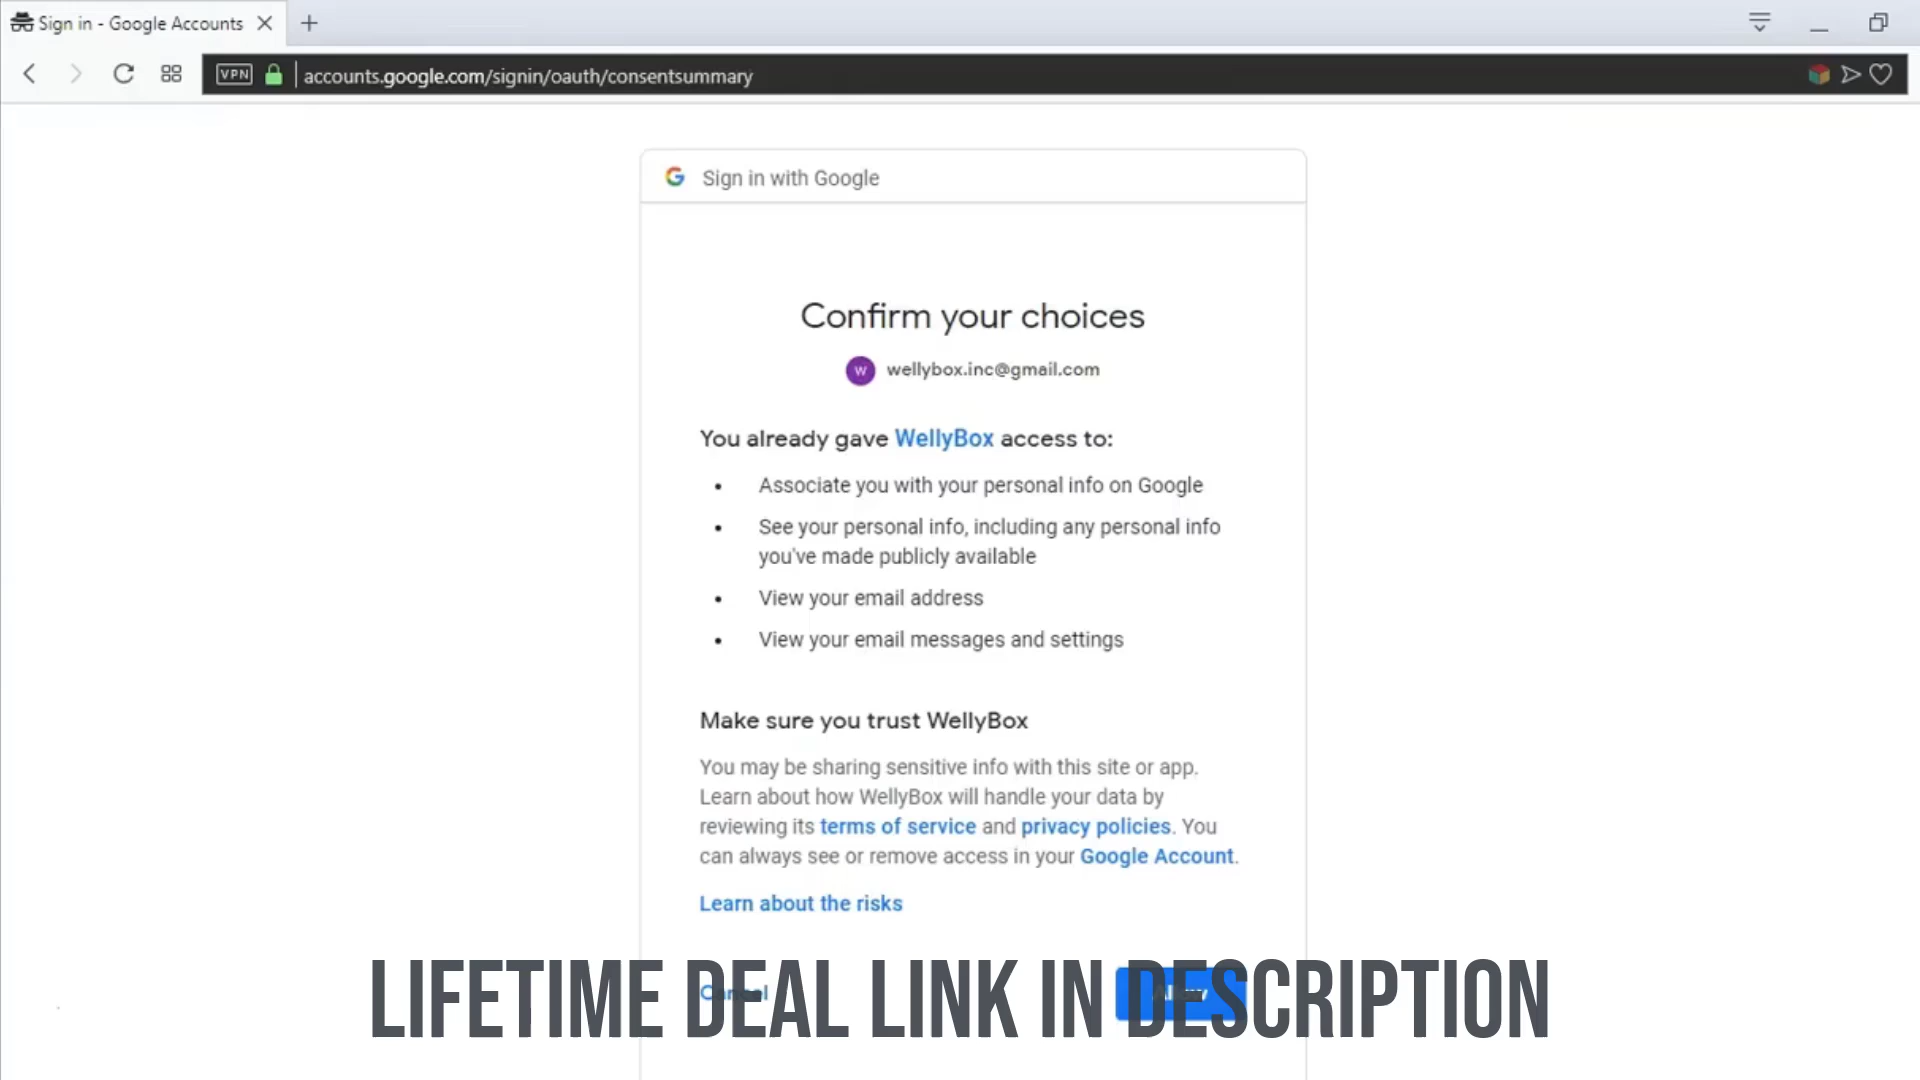 Sign in - Google Accounts
VPN accounts.google.com/signin/oauth/consentsummary
Sign in with Google
Confirm your choices
w wellybox.inc@gmail.com
You already gave WellyBox access to:
• Associate you with your personal info on Google
• See your personal info, including any personal info
you've made publicly available
• View your email address
• View your email messages and settings
Make sure you trust WellyBox
You may be sharing sensitive info with this site or app.
Learn about how WellyBox will handle your data by
reviewing its terms of service and privacy policies. You
can always see or remove access in your Google Account.
Learn about the risks
Cancel Allow
LIFETIME DEAL LINK IN DESCRIPTION